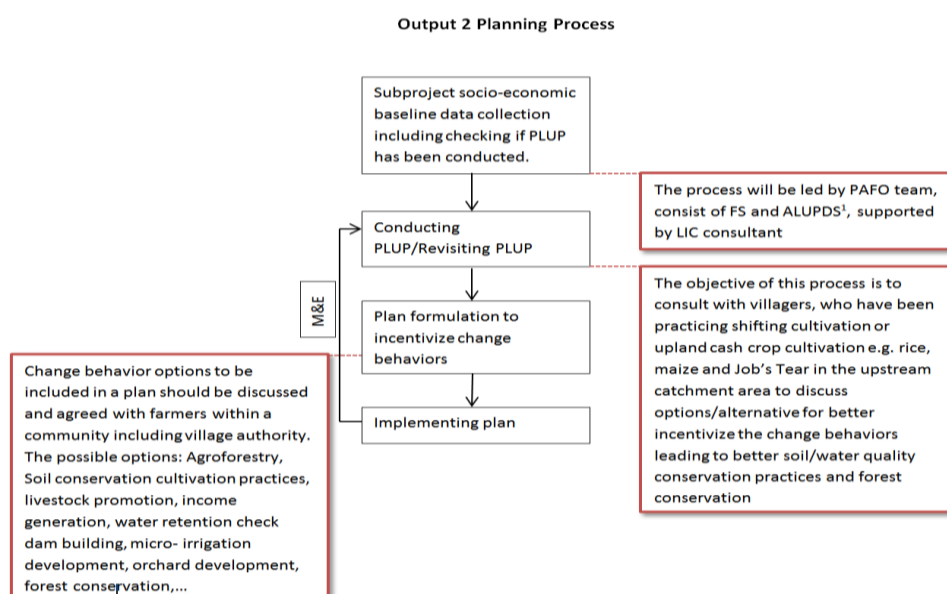 Output 2 Planning Process
Subproject socio-economic
baseline data collection
including checking if PLUP
has been conducted.
The process will be led by PAFO team,
consist of FS and ALUPDS¹, supported
by LIC consultant
Conducting
PLUP/Revisiting PLUP
The objective of this process is to
consult with villagers, who have been
practicing shifting cultivation or
upland cash crop cultivation e.g. rice,
maize and Job's Tear in the upstream
catchment area to discuss
options/alternative for better
incentivize the change behaviors
leading to better soil/water quality
conservation practices and forest
conservation
M&E
Plan formulation to
incentivize change
behaviors
Change behavior options to be
included in a plan should be discussed
and agreed with farmers within a
community including village authority.
The possible options: Agroforestry,
Soil conservation cultivation practices,
livestock promotion, income
generation, water retention check
dam building, micro- irrigation
development, orchard development,
forest conservation,...
Implementing plan